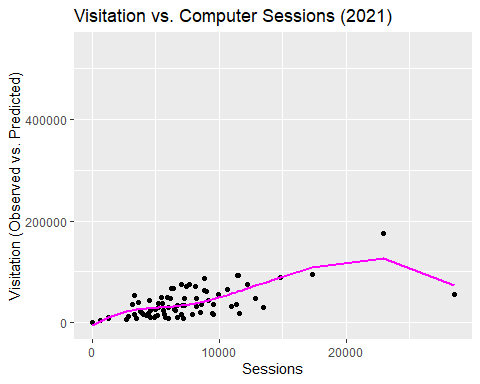 Visitation vs. Computer Sessions (2021)
Visitation (Observed vs. Predicted)
400000
200000
0
0
10000
20000
Sessions